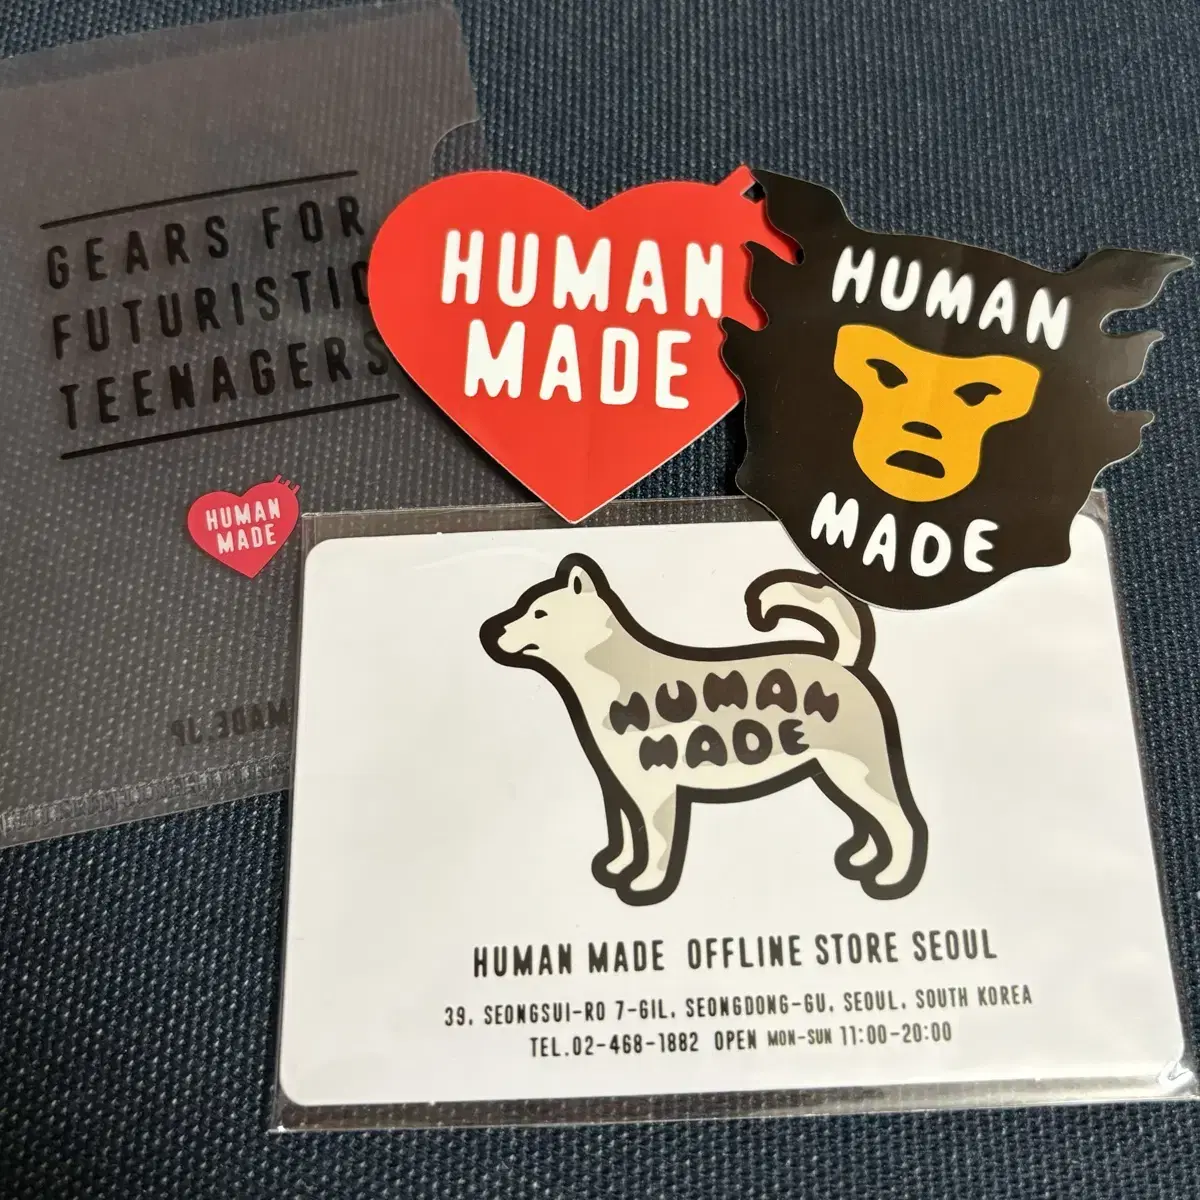 GEARS FOR
FUTURISTIC
TEENAGERS
HUMAN
MADE
MADE.JP
HUMAN
MADE
HUMAN
MADE
HUMAN
MADE
HUMAN MADE OFFLINE STORE SEOUL
39, SEONGSUI-RO 7-GIL, SEONGDONG-GU, SEOUL, SOUTH KOREA
TEL.02-468-1882 OPEN MON-SUN 11:00-20:00